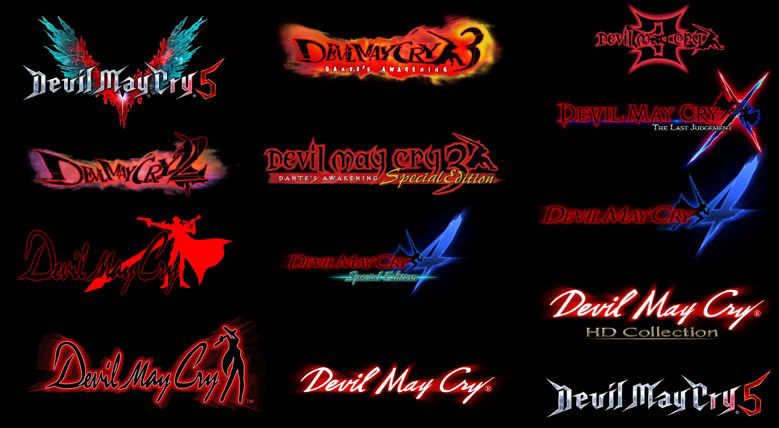 Devil May Cry 5
DEVIL MAY CRY 2
Devil May Cry
Devil May Cry
TM
DEVIL MAY CRY 3
DANTE'S AWAKENING
Devil may cry 3
DANTE'S AWAKENING Special Edition
DEVIL MAY CRY 4
Special Edition
Devil May Cry®
devil may cry
DEVIL MAY CRY X
THE LAST JUDGEMENT
DEVIL MAY CRY 4
Devil May Cry®
HD Collection
Devil May Cry 5